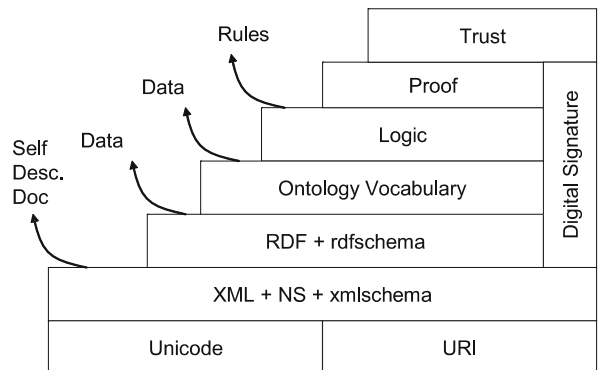 Trust
Rules
Proof
Data
Logic
Digital Signature
Self
Desc.
Doc
Data
Ontology Vocabulary
RDF + rdfschema
XML + NS + xmlschema
Unicode
URI